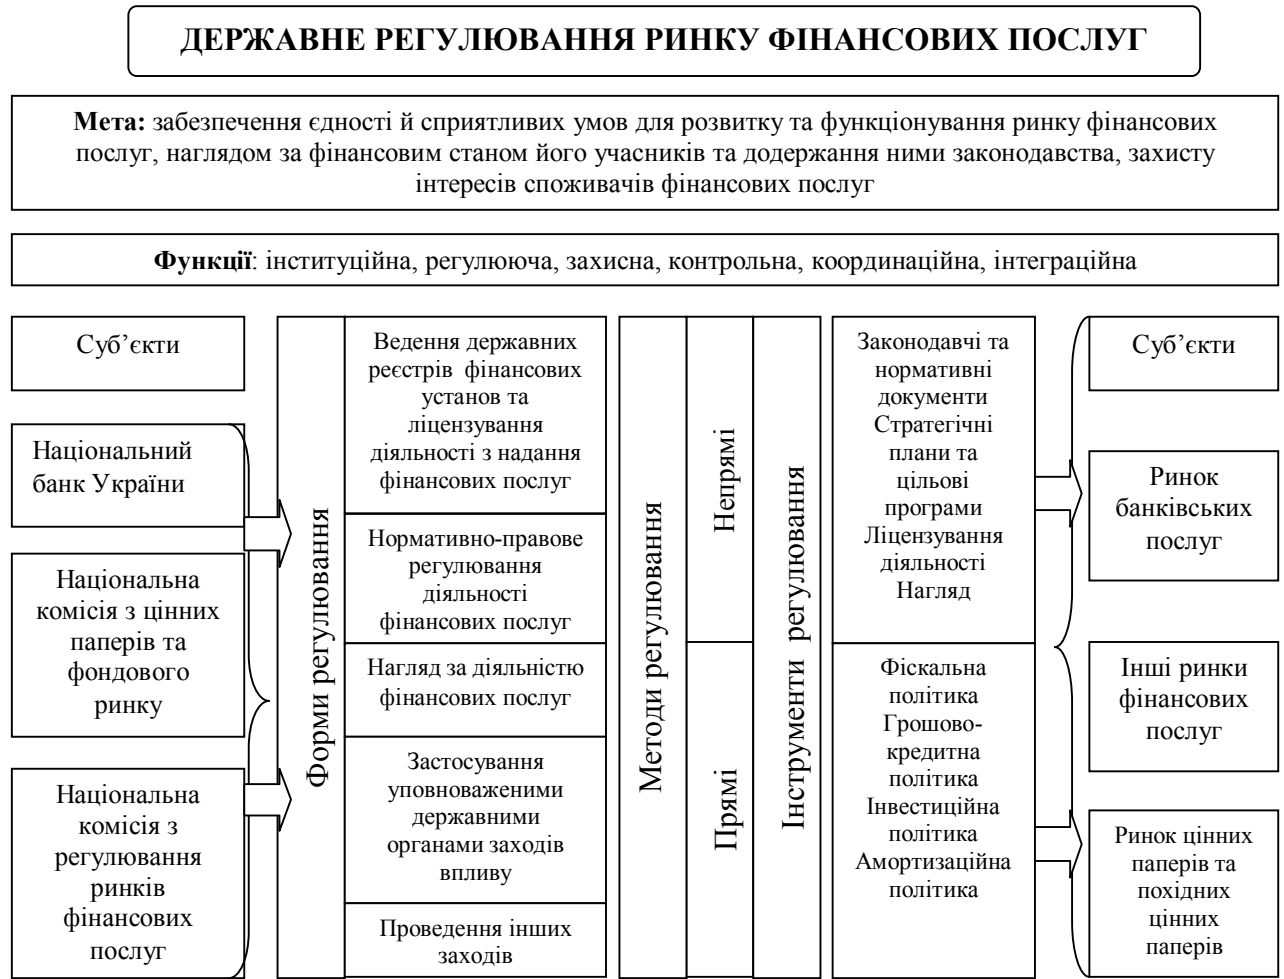 ДЕРЖАВНЕ РЕГУЛЮВАННЯ РИНКУ ФІНАНСОВИХ ПОСЛУГ
Мета: забезпечення єдності й сприятливих умов для розвитку та функціонування ринку фінансових
послуг, наглядом за фінансовим станом його учасників та додержання ними законодавства, захисту
інтересів споживачів фінансових послуг
Функції: інституційна, регулююча, захисна, контрольна, координаційна, інтеграційна
Суб’єкти
Національний
банк України
Національна
комісія з цінних
паперів та
фондового
ринку
Національна
комісія з
регулювання
ринків
фінансових
послуг
Форми регулювання
Ведення державних
реєстрів фінансових
установ та
ліцензування
діяльності з надання
фінансових послуг
Нормативно-правове
регулювання
діяльності
фінансових послуг
Нагляд за діяльністю
фінансових послуг
Застосування
уповноваженими
державними
органами заходів
впливу
Проведення інших
заходів
Методи регулювання
Непрямі
Прямі
Інструменти регулювання
Законодавчі та
нормативні
документи
Стратегічні
плани та
цільові
програми
Ліцензування
діяльності
Нагляд
Фіскальна
політика
Грошово-
кредитна
політика
Інвестиційна
політика
Амортизаційна
політика
Суб’єкти
Ринок
банківських
послуг
Інші ринки
фінансових
послуг
Ринок цінних
паперів та
похідних
цінних
паперів